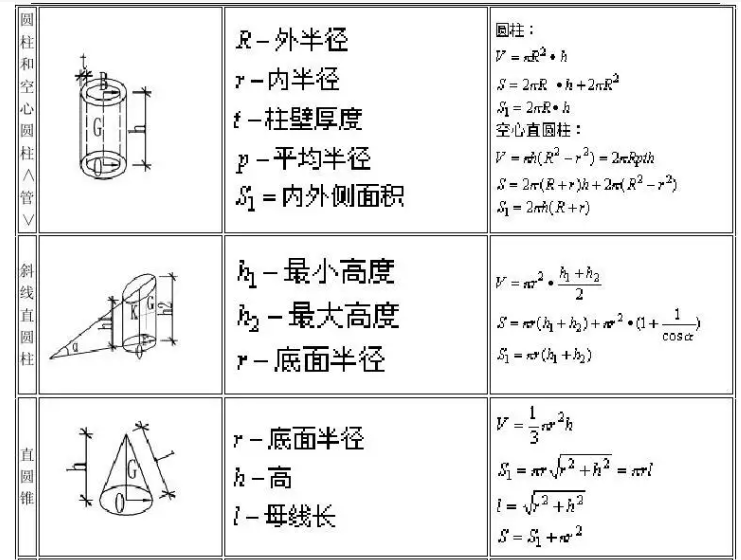 圆柱和空心圆柱<管>
t
B
G
h
O
R-外半径
r-内半径
t-柱壁厚度
p-平均半径
S₁=内外侧面积
圆柱：
V=πR²•h
S=2πR •h+2πR²
S₁=2πR•h
空心直圆柱：
V=πh(R²-r²)=2πRpth
S=2π(R+r)h+2π(R²-r²)
S₁=2πh(R+r)
斜线直圆柱
h1
K
G
h2
α
h₁-最小高度
h₂-最大高度
r-底面半径
V=πr²•(h₁+h₂)/2
S=πr(h₁+h₂)+πr²•(1+1/cosα)
S₁=πr(h₁+h₂)
直圆锥
h
G
l
O
r-底面半径
h-高
l-母线长
V=1/3πr²h
S₁=πr√(r²+h²)=πrl
l=√(r²+h²)
S=S₁+πr²